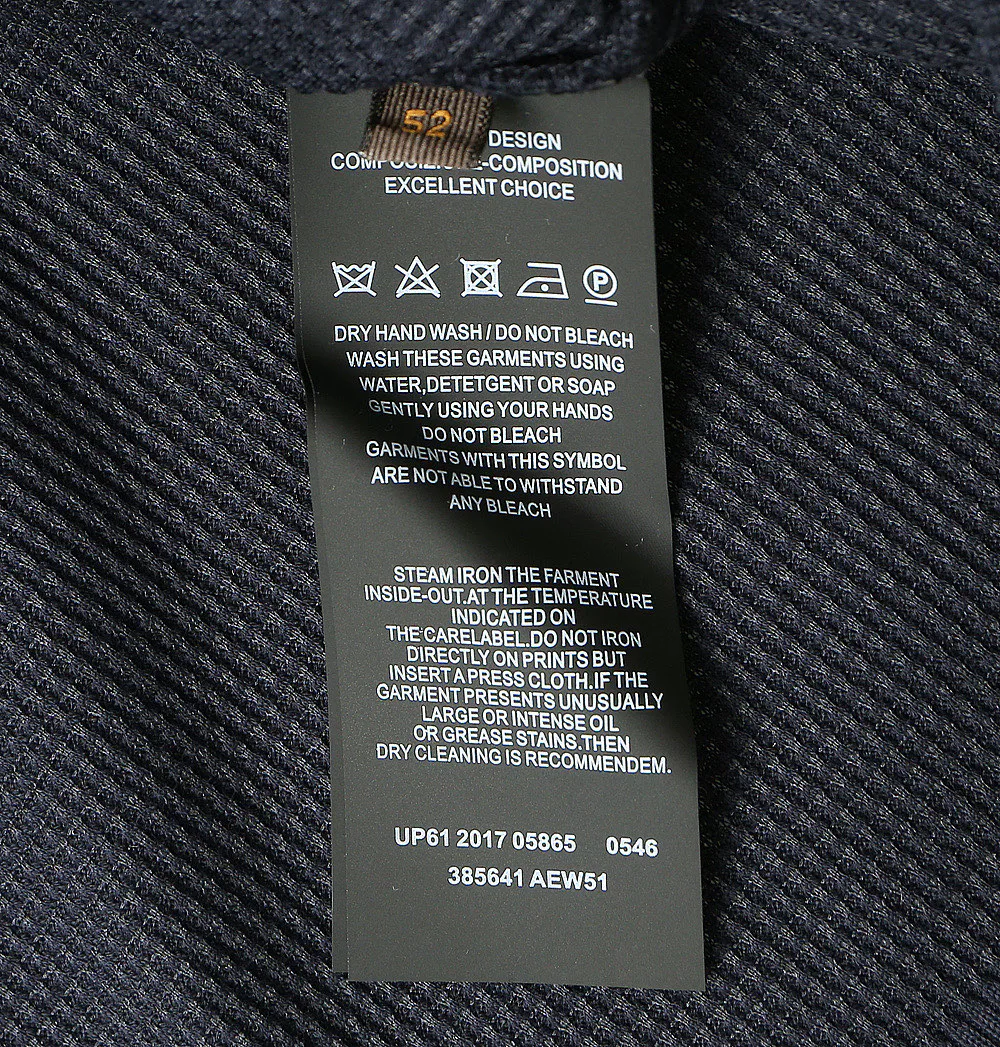 52
DESIGN
-COMPOSITION
EXCELLENT CHOICE
P
DRY HAND WASH / DO NOT BLEACH
WASH THESE GARMENTS USING
WATER,DETETGENT OR SOAP
GENTLY USING YOUR HANDS
DO NOT BLEACH
GARMENTS WITH THIS SYMBOL
ARE NOT ABLE TO WITHSTAND
ANY BLEACH
STEAM IRON THE FARMENT
INSIDE-OUT.AT THE TEMPERATURE
INDICATED ON
THE CARELABEL.DO NOT IRON
DIRECTLY ON PRINTS BUT
INSERT A PRESS CLOTH.IF THE
GARMENT PRESENTS UNUSUALLY
LARGE OR INTENSE OIL
OR GREASE STAINS.THEN
DRY CLEANING IS RECOMMENDEM.
UP61 2017 05865 0546
385641 AEW51